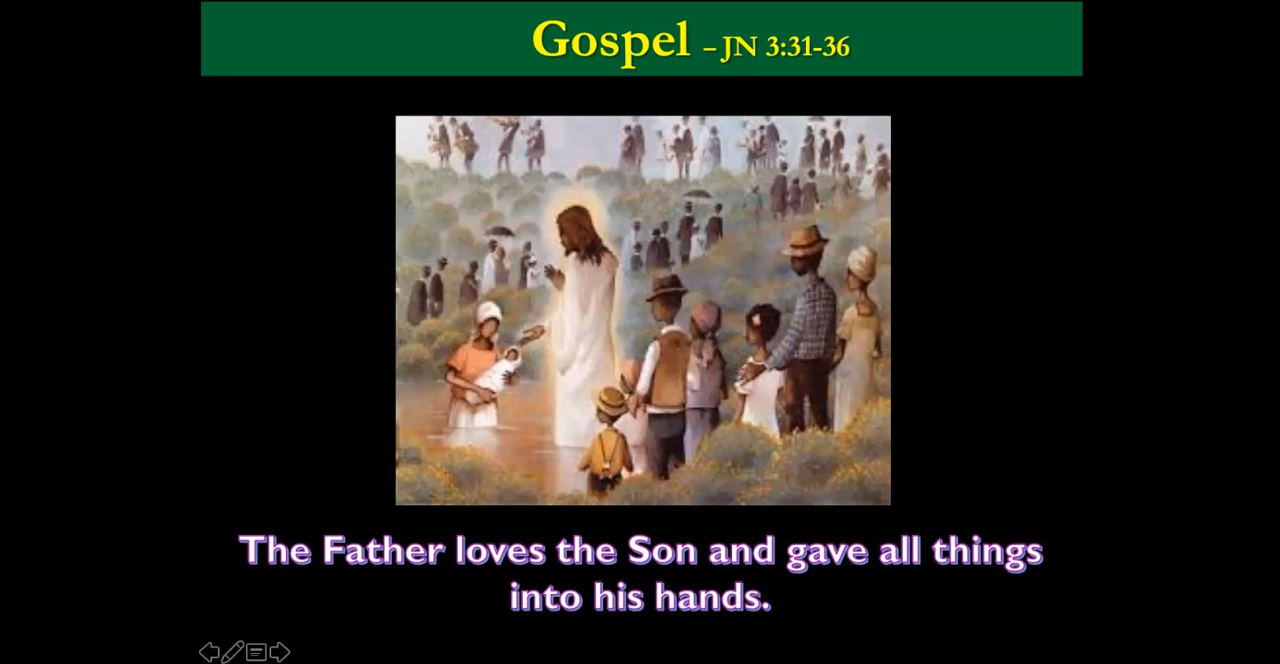 Gospel – JN 3:31-36
The Father loves the Son and gave all things
into his hands.